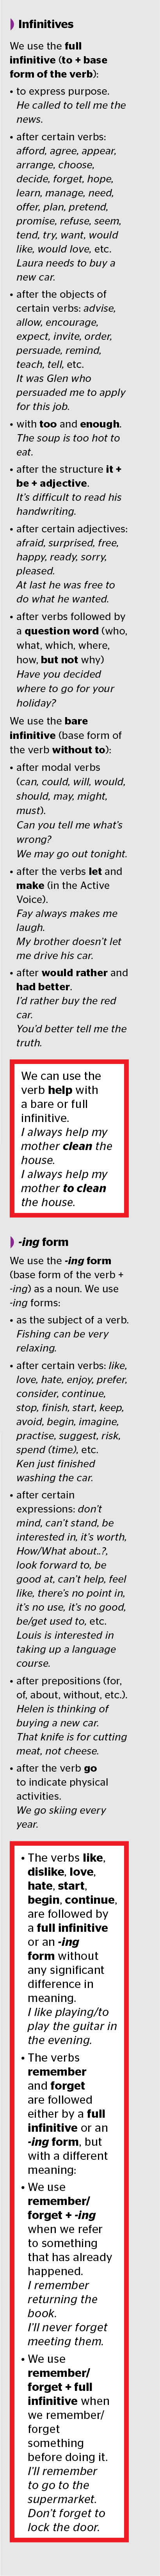 Infinitives
We use the full
infinitive (to + base
form of the verb):
• to express purpose.
He called to tell me the
news.
• after certain verbs:
afford, agree, appear,
arrange, choose,
decide, forget, hope,
learn, manage, need,
offer, plan, pretend,
promise, refuse, seem,
tend, try, want, would
like, would love, etc.
Laura needs to buy a
new car.
• after the objects of
certain verbs: advise,
allow, encourage,
expect, invite, order,
persuade, remind,
teach, tell, etc.
It was Glen who
persuaded me to apply
for this job.
• with too and enough.
The soup is too hot to
eat.
• after the structure it +
be + adjective.
It's difficult to read his
handwriting.
• after certain adjectives:
afraid, surprised, free,
happy, ready, sorry,
pleased.
At last he was free to
do what he wanted.
• after verbs followed by
a question word (who,
what, which, where,
how, but not why)
Have you decided
where to go for your
holiday?
We use the bare
infinitive (base form of
the verb without to):
• after modal verbs
(can, could, will, would,
should, may, might,
must).
Can you tell me what's
wrong?
We may go out tonight.
• after the verbs let and
make (in the Active
Voice).
Fay always makes me
laugh.
My brother doesn't let
me drive his car.
• after would rather and
had better.
I'd rather buy the red
car.
You'd better tell me the
truth.
We can use the
verb help with
a bare or full
infinitive.
I always help my
mother clean the
house.
I always help my
mother to clean
the house.
-ing form
We use the -ing form
(base form of the verb +
-ing) as a noun. We use
-ing forms:
• as the subject of a verb.
Fishing can be very
relaxing.
• after certain verbs: like,
love, hate, enjoy, prefer,
consider, continue,
stop, finish, start, keep,
avoid, begin, imagine,
practise, suggest, risk,
spend (time), etc.
Ken just finished
washing the car.
• after certain
expressions: don't
mind, can't stand, be
interested in, it's worth,
How/What about..?,
look forward to, be
good at, can't help, feel
like, there's no point in,
it's no use, it's no good,
be/get used to, etc.
Louis is interested in
taking up a language
course.
• after prepositions (for,
of, about, without, etc.).
Helen is thinking of
buying a new car.
That knife is for cutting
meat, not cheese.
• after the verb go
to indicate physical
activities.
We go skiing every
year.
• The verbs like,
dislike, love,
hate, start,
begin, continue,
are followed by
a full infinitive
or an -ing
form without
any significant
difference in
meaning.
I like playing/to
play the guitar in
the evening.
• The verbs
remember
and forget
are followed
either by a full
infinitive or an
-ing form, but
with a different
meaning:
• We use
remember/
forget + -ing
when we refer
to something
that has already
happened.
I remember
returning the
book.
I'll never forget
meeting them.
• We use
remember/
forget + full
infinitive when
we remember/
forget
something
before doing it.
I'll remember
to go to the
supermarket.
Don't forget to
lock the door.